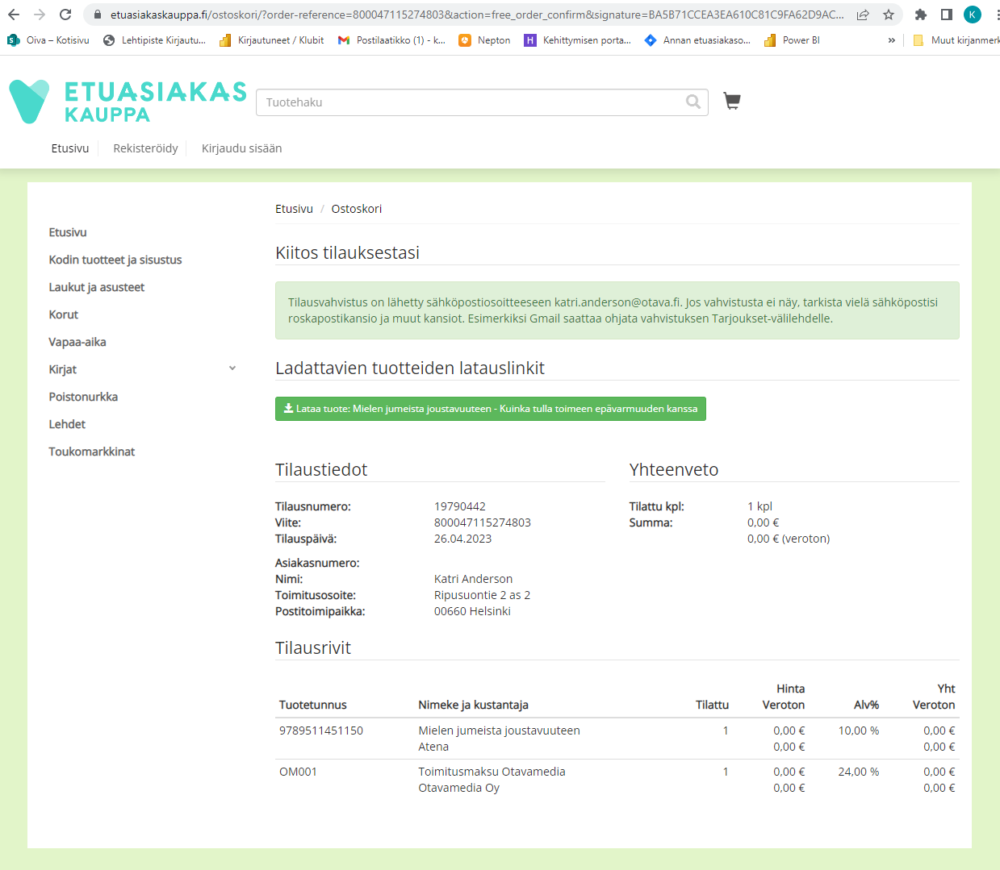 etuasiakaskauppa.fi/ostoskori/?order-reference=800047115274803&action=free_order_confirm&signature=BA5B71CCEA3EA610C81C9FA62D9AC...
K
Oiva – Kotisivu
Lehtipiste Kirjautu...
Kirjautuneet / Klubit
Postilaatikko (1) - k...
Nepton
H Kehittymisen porta...
Annan etuasiakaso...
Power BI
»
Muut kirjanmerk
ETUASIAKAS
KAUPPA
Tuotehaku
Etusivu
Rekisteröidy
Kirjaudu sisään
Etusivu
Kodin tuotteet ja sisustus
Laukut ja asusteet
Korut
Vapaa-aika
Kirjat
Poistonurkka
Lehdet
Toukomarkkinat
Etusivu / Ostoskori
Kiitos tilauksestasi
Tilausvahvistus on lähetty sähköpostiosoitteeseen katri.anderson@otava.fi. Jos vahvistusta ei näy, tarkista vielä sähköpostisi
roskapostikansio ja muut kansiot. Esimerkiksi Gmail saattaa ohjata vahvistuksen Tarjoukset-välilehdelle.
Ladattavien tuotteiden latauslinkit
Lataa tuote: Mielen jumeista joustavuuteen - Kuinka tulla toimeen epävarmuuden kanssa
Tilaustiedot
Tilausnumero: 19790442
Viite: 800047115274803
Tilauspäivä: 26.04.2023
Asiakasnumero:
Nimi: Katri Anderson
Toimitusosoite: Ripusuontie 2 as 2
Postitoimipaikka: 00660 Helsinki
Yhteenveto
Tilattu kpl: 1 kpl
Summa: 0,00 €
0,00 € (veroton)
Tilausrivit
Hinta Yht
Tuotetunnus Nimeke ja kustantaja Tilattu Veroton Alv% Veroton
9789511451150 Mielen jumeista joustavuuteen 1 0,00 € 10,00 % 0,00 €
Atena 0,00 € 0,00 €
OM001 Toimitusmaksu Otavamedia 1 0,00 € 24,00 % 0,00 €
Otavamedia Oy 0,00 € 0,00 €